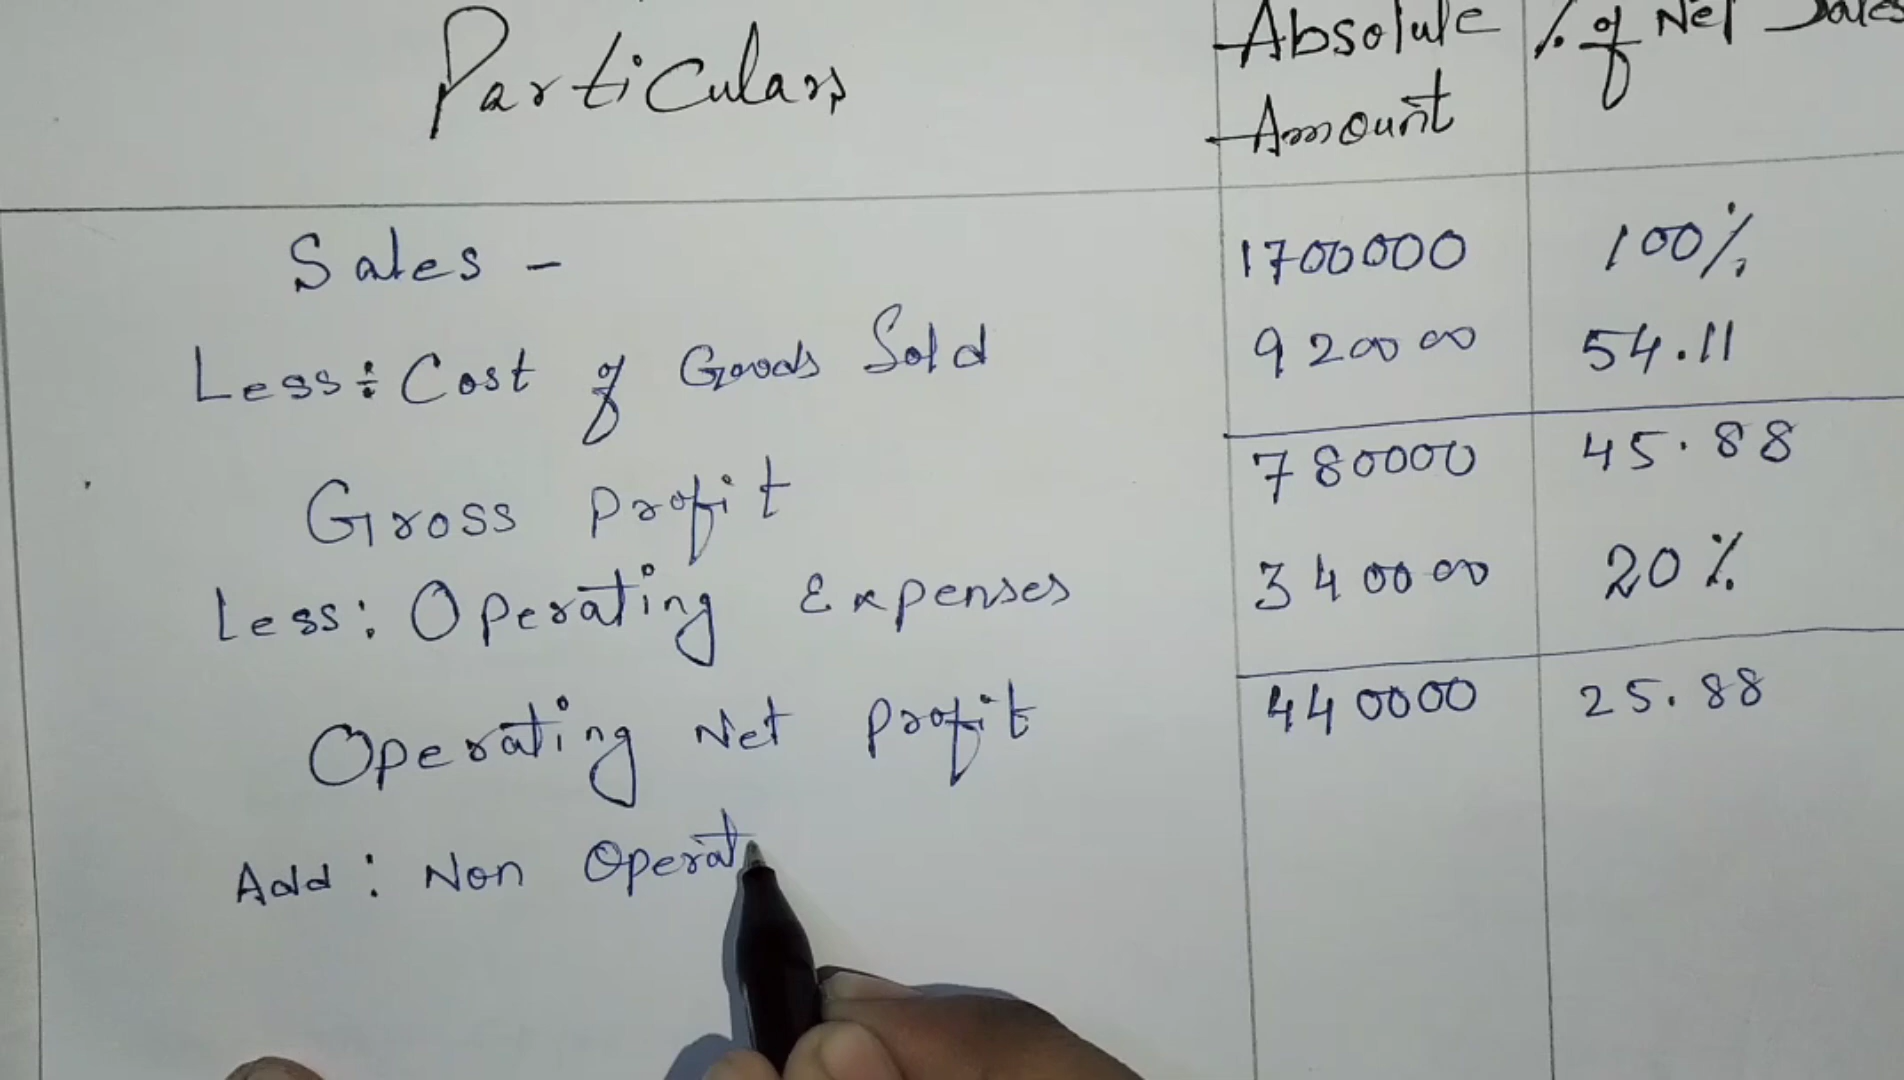 Particulars Absolute Amount % of Net Sales
Sales - 1700000 100%
Less: Cost of Goods Sold 920000 54.11
Gross Profit 780000 45.88
Less: Operating Expenses 340000 20%
Operating Net Profit 440000 25.88
Add: Non Operat